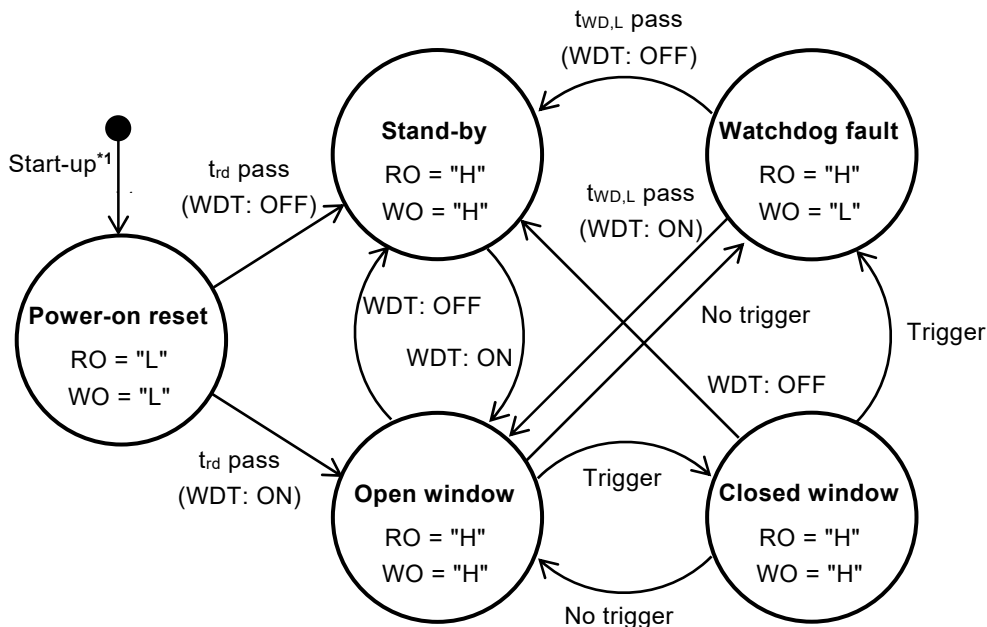 tWD,L pass
(WDT: OFF)
Start-up*1
trd pass
(WDT: OFF)
Stand-by
RO = "H"
WO = "H"
tWD,L pass
(WDT: ON)
Watchdog fault
RO = "H"
WO = "L"
Power-on reset
RO = "L"
WO = "L"
WDT: OFF
WDT: ON
No trigger
Trigger
WDT: OFF
trd pass
(WDT: ON)
Open window
RO = "H"
WO = "H"
Trigger
Closed window
RO = "H"
WO = "H"
No trigger